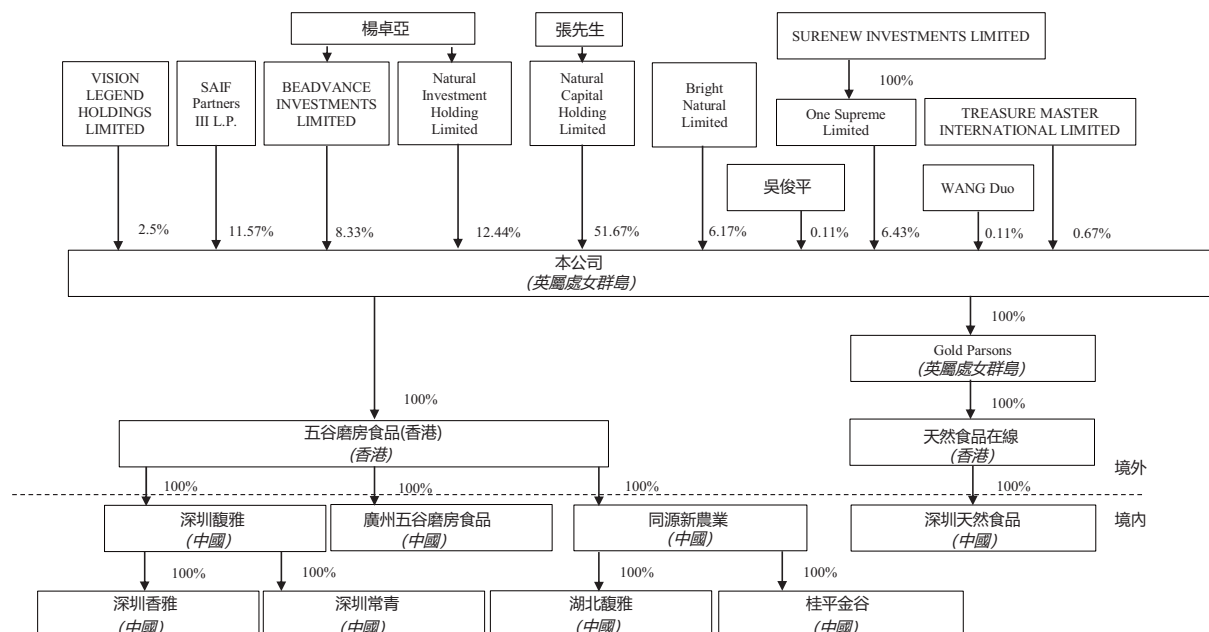 楊卓亞
張先生
SURENEW INVESTMENTS LIMITED
100%
VISION
LEGEND
HOLDINGS
LIMITED
SAIF
Partners
III L.P.
BEADVANCE
INVESTMENTS
LIMITED
Natural
Investment
Holding
Limited
Natural
Capital
Holding
Limited
Bright
Natural
Limited
One Supreme
Limited
TREASURE MASTER
INTERNATIONAL LIMITED
吳俊平
WANG Duo
2.5%
11.57%
8.33%
12.44%
51.67%
6.17%
0.11%
6.43%
0.11%
0.67%
本公司
(英屬處女群島)
100%
Gold Parsons
(英屬處女群島)
100%
100%
五谷磨房食品(香港)
(香港)
天然食品在線
(香港)
境外
100%
100%
100%
100%
境内
深圳馥雅
(中國)
廣州五谷磨房食品
(中國)
同源新農業
(中國)
深圳天然食品
(中國)
100%
100%
100%
100%
深圳香雅
(中國)
深圳常青
(中國)
湖北馥雅
(中國)
桂平金谷
(中國)